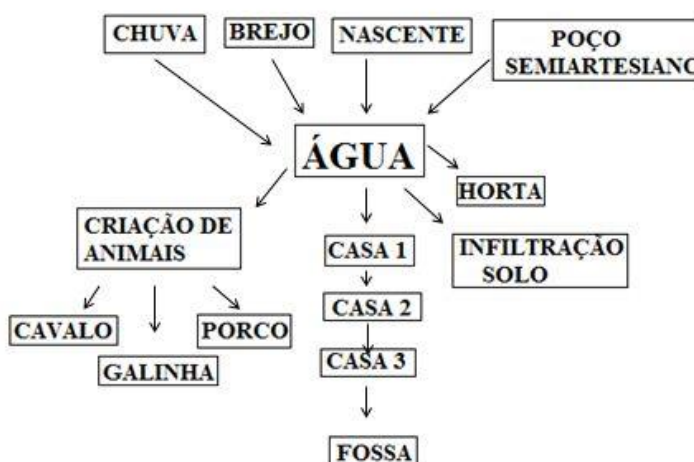 CHUVA
BREJO
NASCENTE
POÇO
SEMIARTESIANO
ÁGUA
HORTA
CRIAÇÃO DE
ANIMAIS
CASA 1
INFILTRAÇÃO
SOLO
CASA 2
CAVALO
PORCO
GALINHA
CASA 3
FOSSA